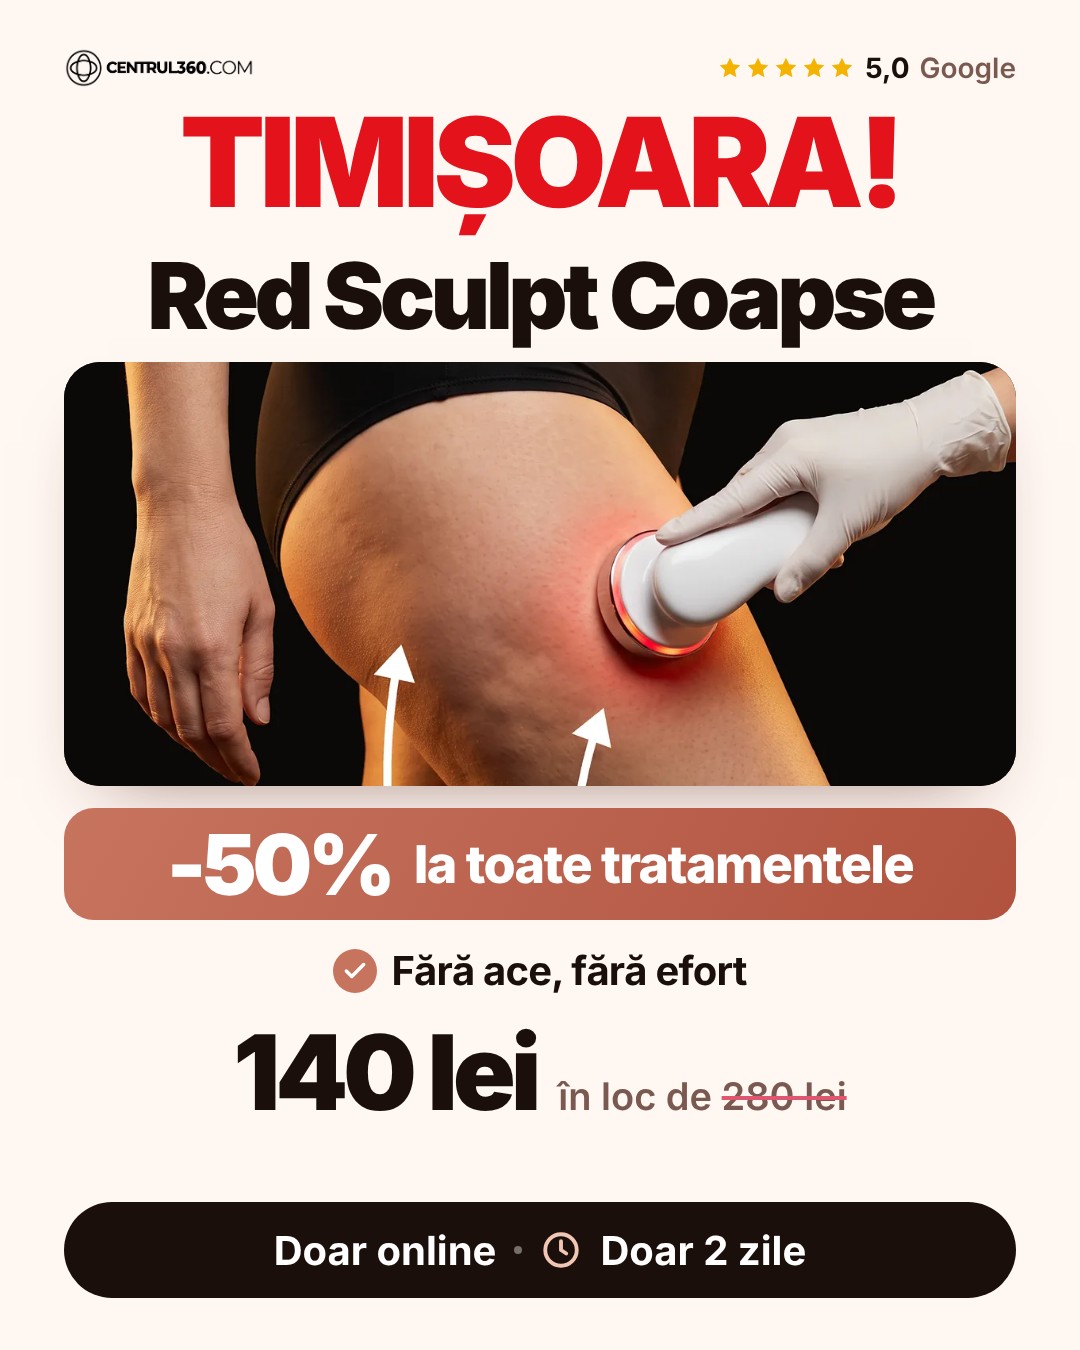 CENTRUL360.COM
5,0 Google
TIMIȘOARA!
Red Sculpt Coapse
-50% la toate tratamentele
Fără ace, fără efort
140 lei în loc de 280 lei
Doar online • Doar 2 zile